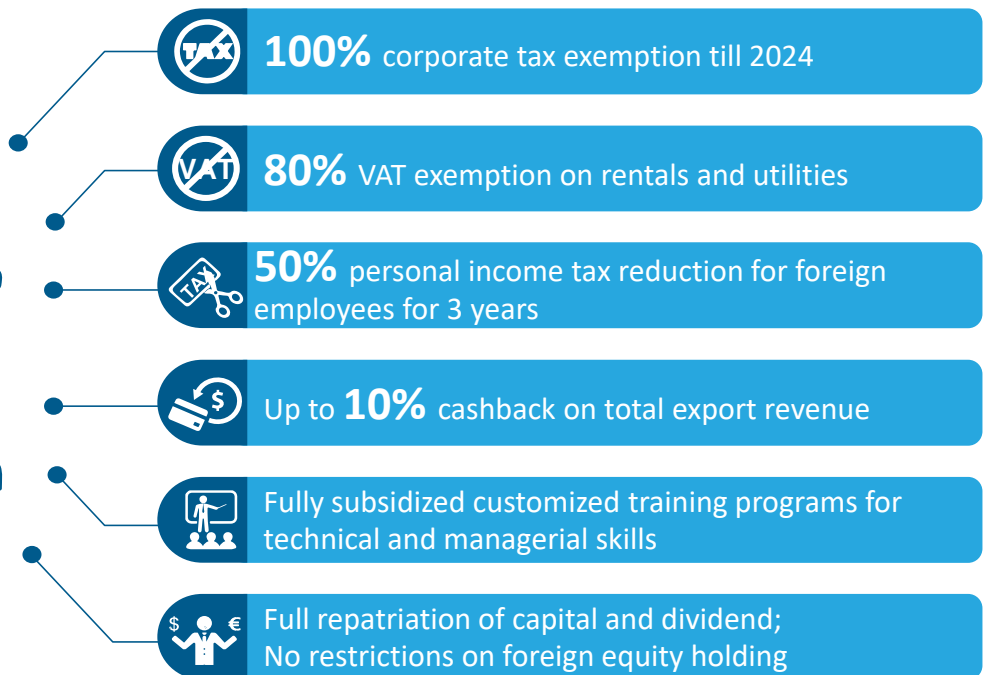 TAX
100% corporate tax exemption till 2024
VAT
80% VAT exemption on rentals and utilities
TAX
50% personal income tax reduction for foreign
employees for 3 years
$
Up to 10% cashback on total export revenue
Fully subsidized customized training programs for
technical and managerial skills
$ €
Full repatriation of capital and dividend;
No restrictions on foreign equity holding